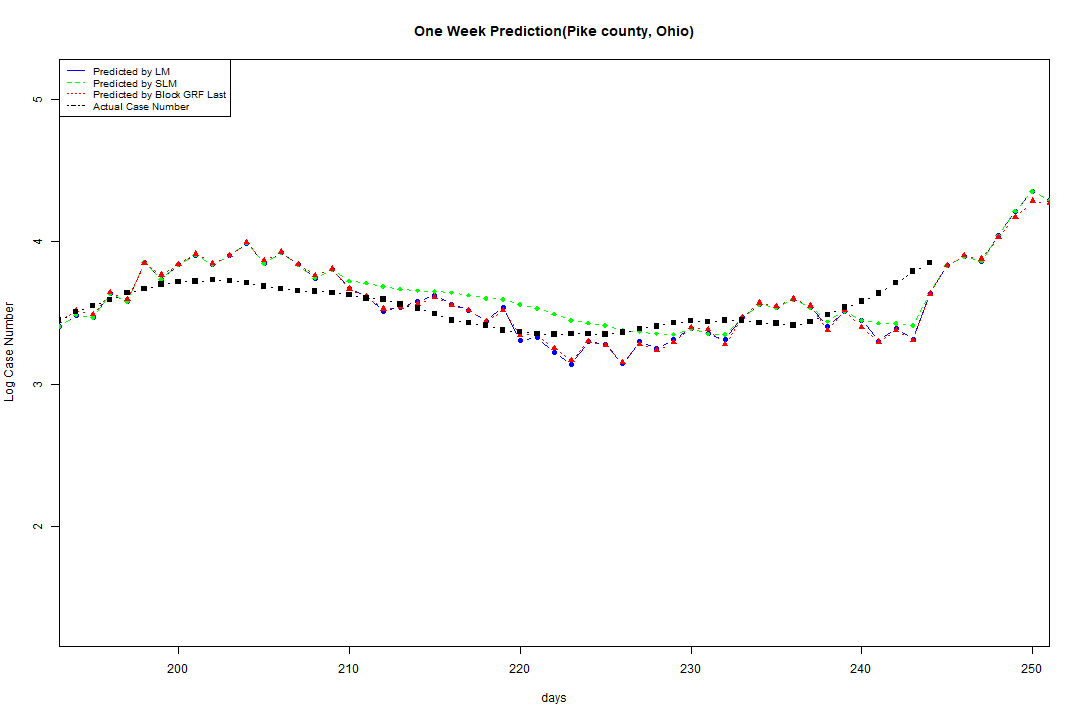 One Week Prediction(Pike county, Ohio)
Predicted by LM
Predicted by SLM
Predicted by Block GRF Last
Actual Case Number
5
4
3
2
Log Case Number
200 210 220 230 240 250
days